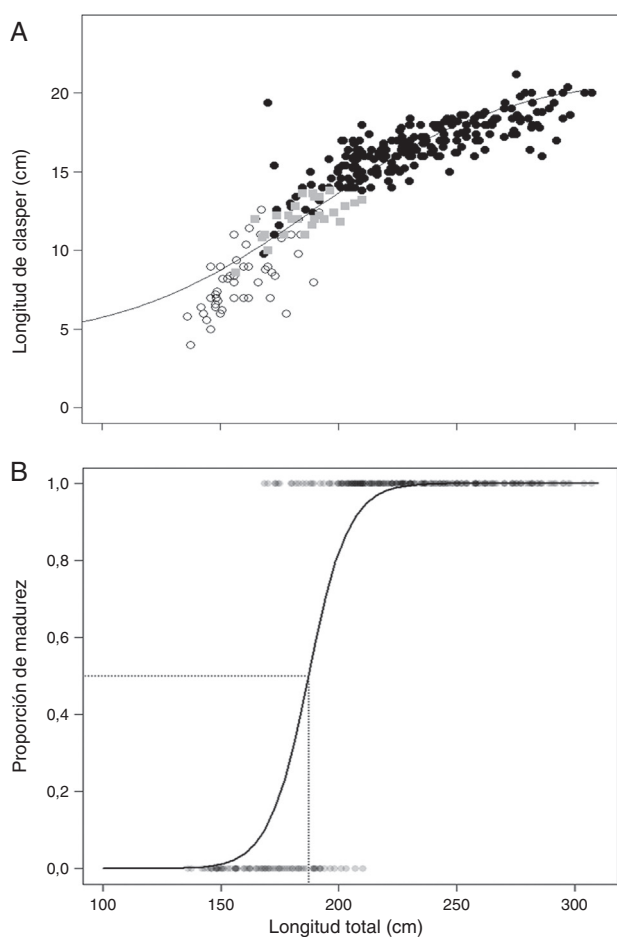 A
Longitud de clasper (cm)
20
15
10
5
0
B
Proporción de madurez
1,0
0,8
0,6
0,4
0,2
0,0
100 150 200 250 300
Longitud total (cm)